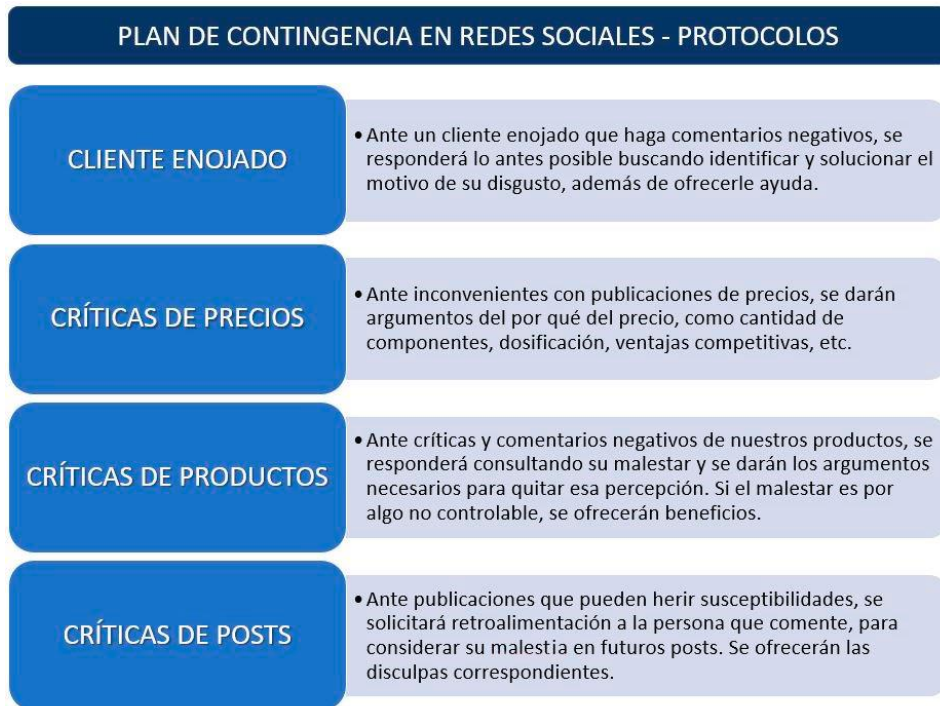 PLAN DE CONTINGENCIA EN REDES SOCIALES - PROTOCOLOS
CLIENTE ENOJADO
• Ante un cliente enojado que haga comentarios negativos, se
responderá lo antes posible buscando identificar y solucionar el
motivo de su disgusto, además de ofrecerle ayuda.
CRÍTICAS DE PRECIOS
• Ante inconvenientes con publicaciones de precios, se darán
argumentos del por qué del precio, como cantidad de
componentes, dosificación, ventajas competitivas, etc.
CRÍTICAS DE PRODUCTOS
• Ante críticas y comentarios negativos de nuestros productos, se
responderá consultando su malestar y se darán los argumentos
necesarios para quitar esa percepción. Si el malestar es por
algo no controlable, se ofrecerán beneficios.
CRÍTICAS DE POSTS
• Ante publicaciones que pueden herir susceptibilidades, se
solicitará retroalimentación a la persona que comente, para
considerar su malestia en futuros posts. Se ofrecerán las
disculpas correspondientes.